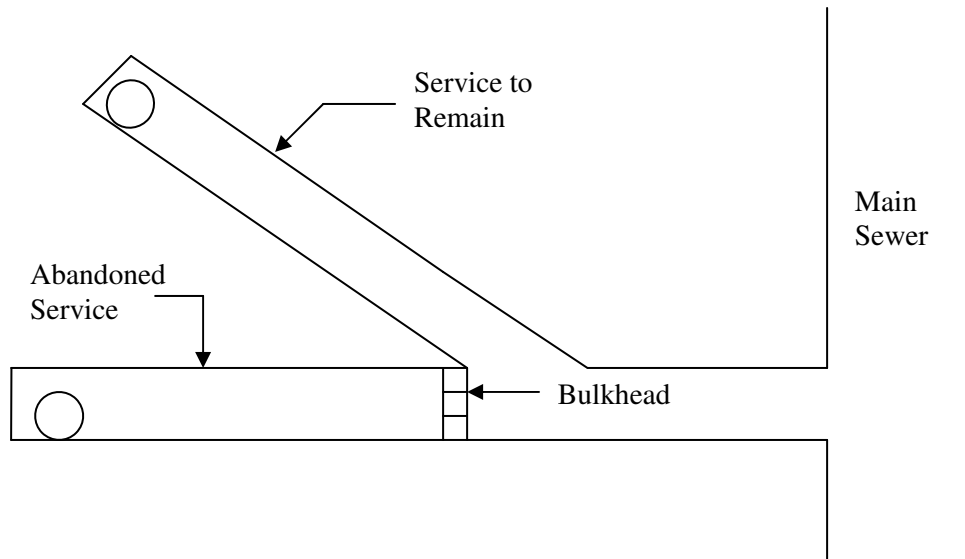 Service to
Remain
Main
Sewer
Abandoned
Service
Bulkhead